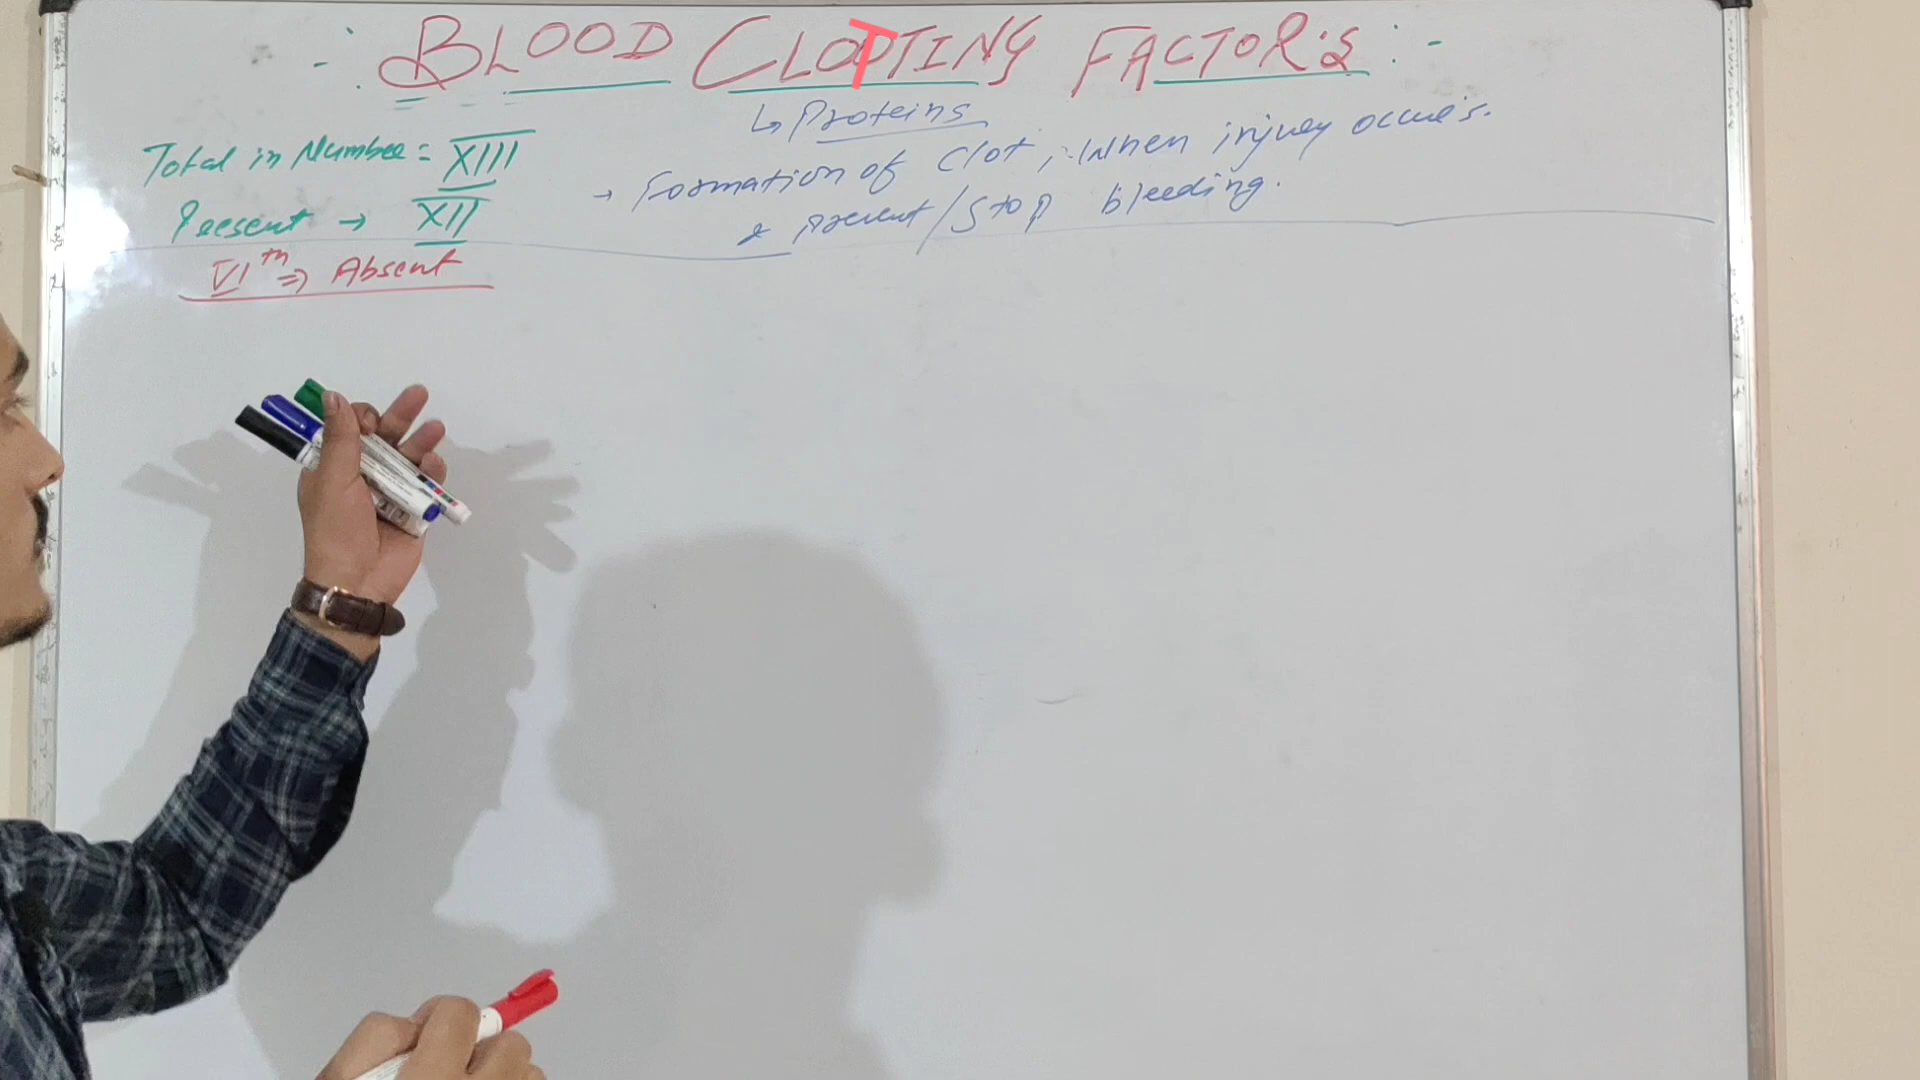 -: BLOOD CLOTTING FACTOR'S :-
↳ Proteins
Total in Number = XIII
Present → XII
VIth ⇒ Absent
→ Formation of Clot, When injury occur's.
& prevent/Stop bleeding.